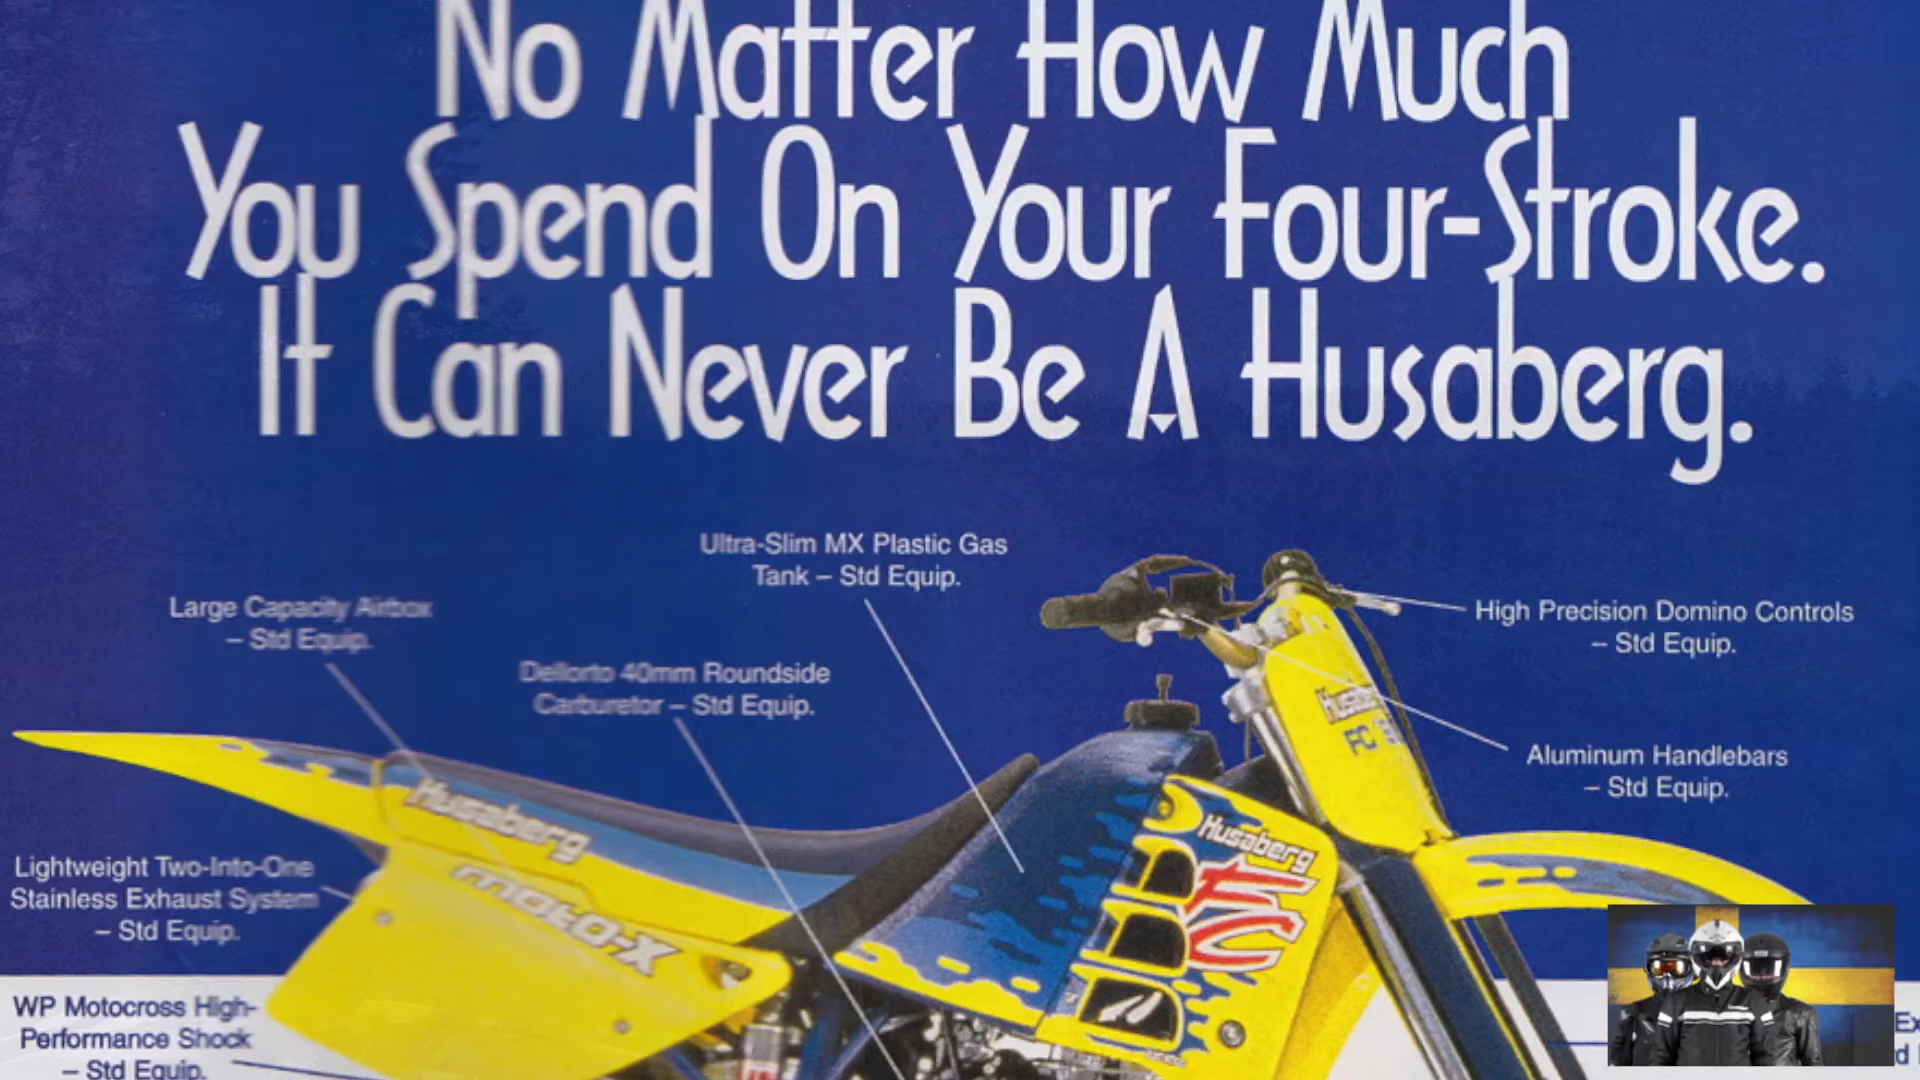 No Matter How Much
You Spend On Your Four-Stroke.
It Can Never Be A Husaberg.
Ultra-Slim MX Plastic Gas
Tank – Std Equip.
Large Capacity Airbox
– Std Equip.
High Precision Domino Controls
– Std Equip.
Dellorto 40mm Roundside
Carburetor – Std Equip.
Husaberg
FC
Aluminum Handlebars
– Std Equip.
Husaberg
Husaberg
FC
Lightweight Two-Into-One
Stainless Exhaust System
– Std Equip.
moto-X
WP Motocross High-
Performance Shock
– Std Equip.